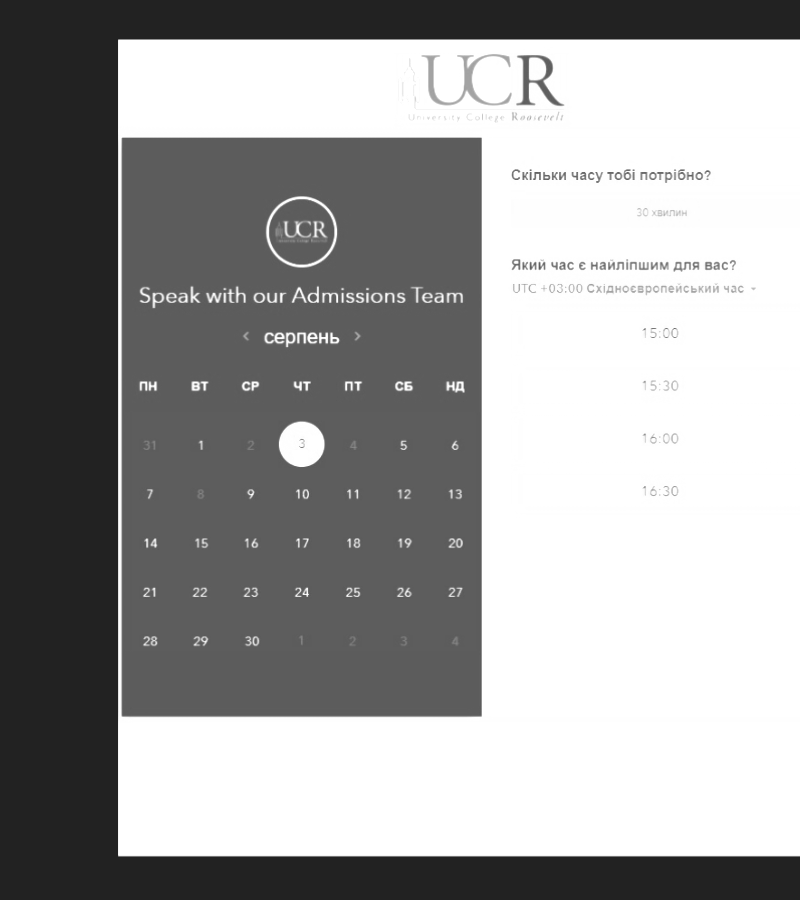 UCR
University College Roosevelt
UCR
Speak with our Admissions Team
серпень
ПН ВТ СР ЧТ ПТ СБ НД
31 1 2 3 4 5 6
7 8 9 10 11 12 13
14 15 16 17 18 19 20
21 22 23 24 25 26 27
28 29 30 1 2 3 4
Скільки часу тобі потрібно?
30 хвилин
Який час є найліпшим для вас?
UTC +03:00 Східноєвропейський час
15:00
15:30
16:00
16:30